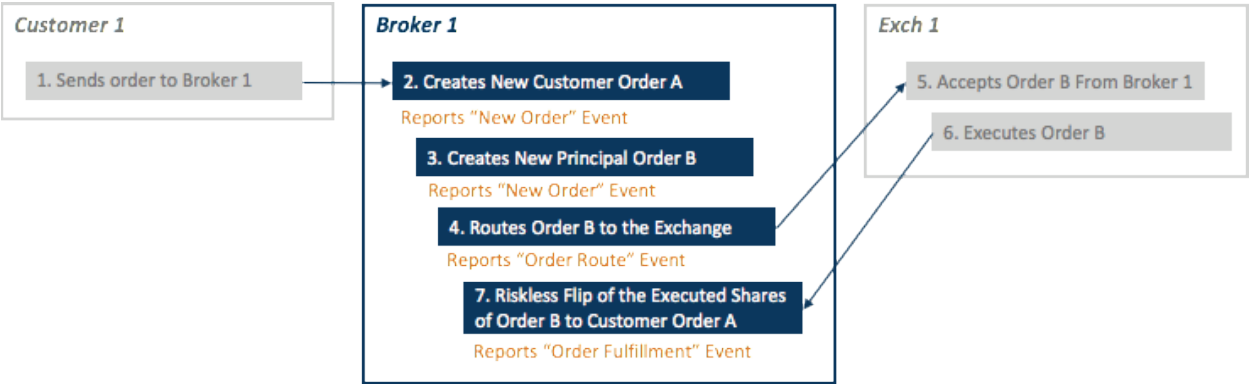 Customer 1
1. Sends order to Broker 1
Broker 1
2. Creates New Customer Order A
Reports "New Order" Event
3. Creates New Principal Order B
Reports "New Order" Event
4. Routes Order B to the Exchange
Reports "Order Route" Event
7. Riskless Flip of the Executed Shares
of Order B to Customer Order A
Reports "Order Fulfillment" Event
Exch 1
5. Accepts Order B From Broker 1
6. Executes Order B